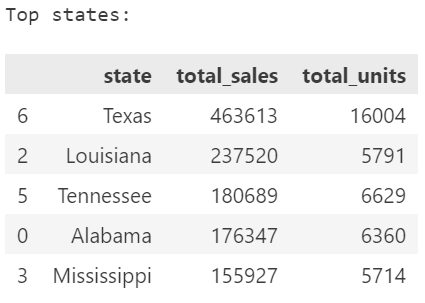 Top states:
state total_sales total_units
6 Texas 463613 16004
2 Louisiana 237520 5791
5 Tennessee 180689 6629
0 Alabama 176347 6360
3 Mississippi 155927 5714